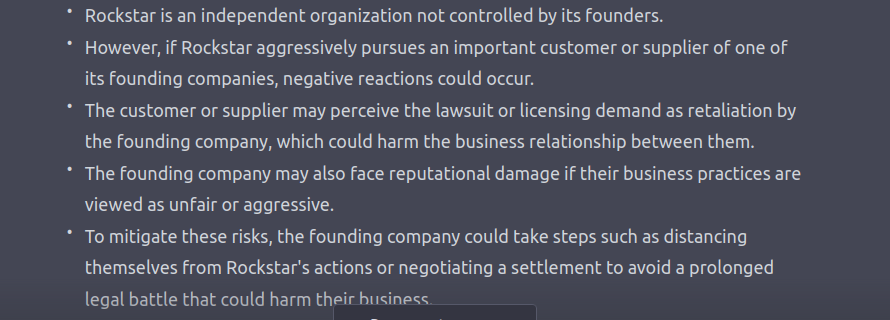 • Rockstar is an independent organization not controlled by its founders.
• However, if Rockstar aggressively pursues an important customer or supplier of one of
its founding companies, negative reactions could occur.
• The customer or supplier may perceive the lawsuit or licensing demand as retaliation by
the founding company, which could harm the business relationship between them.
• The founding company may also face reputational damage if their business practices are
viewed as unfair or aggressive.
• To mitigate these risks, the founding company could take steps such as distancing
themselves from Rockstar's actions or negotiating a settlement to avoid a prolonged
legal battle that could harm their business.